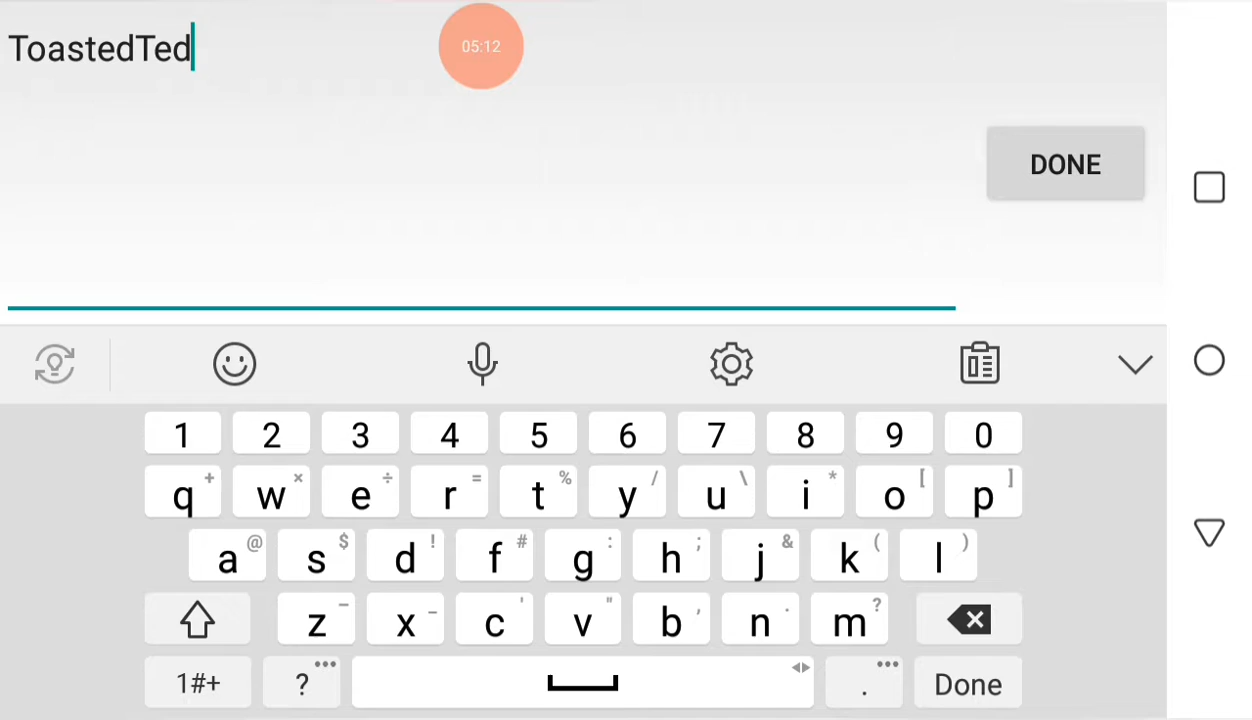 ToastedTed
05:12
DONE
1 2 3 4 5 6 7 8 9 0
q + w × e ÷ r = t % y / u \ i * o [ p ]
a @ s $ d ! f # g : h ; j & k ( l )
z – x - c ' v " b , n . m ?
1#+ ? ••• . ••• Done